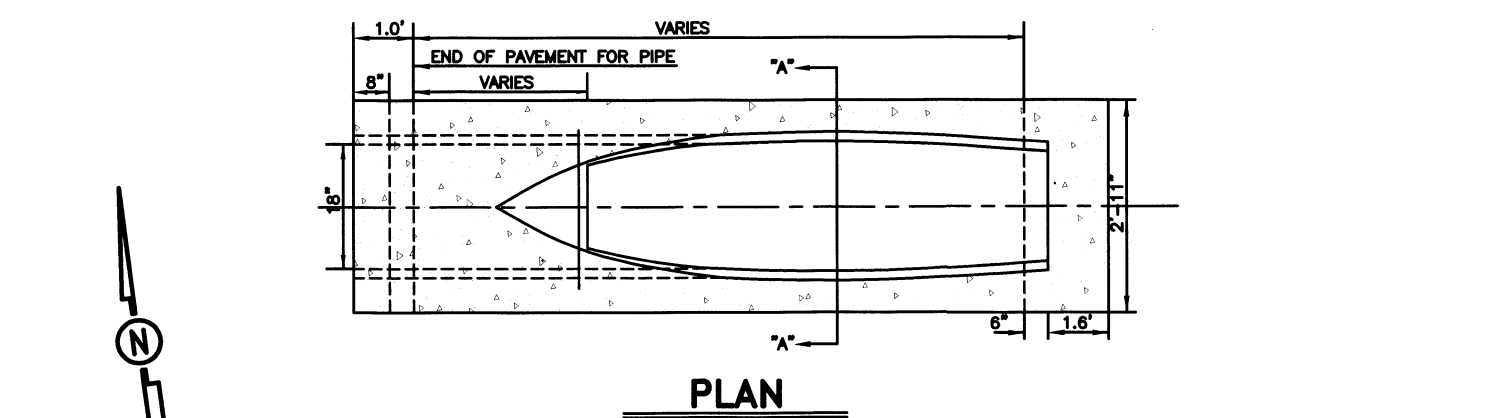 1.0' VARIES
END OF PAVEMENT FOR PIPE
8" VARIES
"A"
18"
2'-11"
N
6" 1.6'
"A"
PLAN